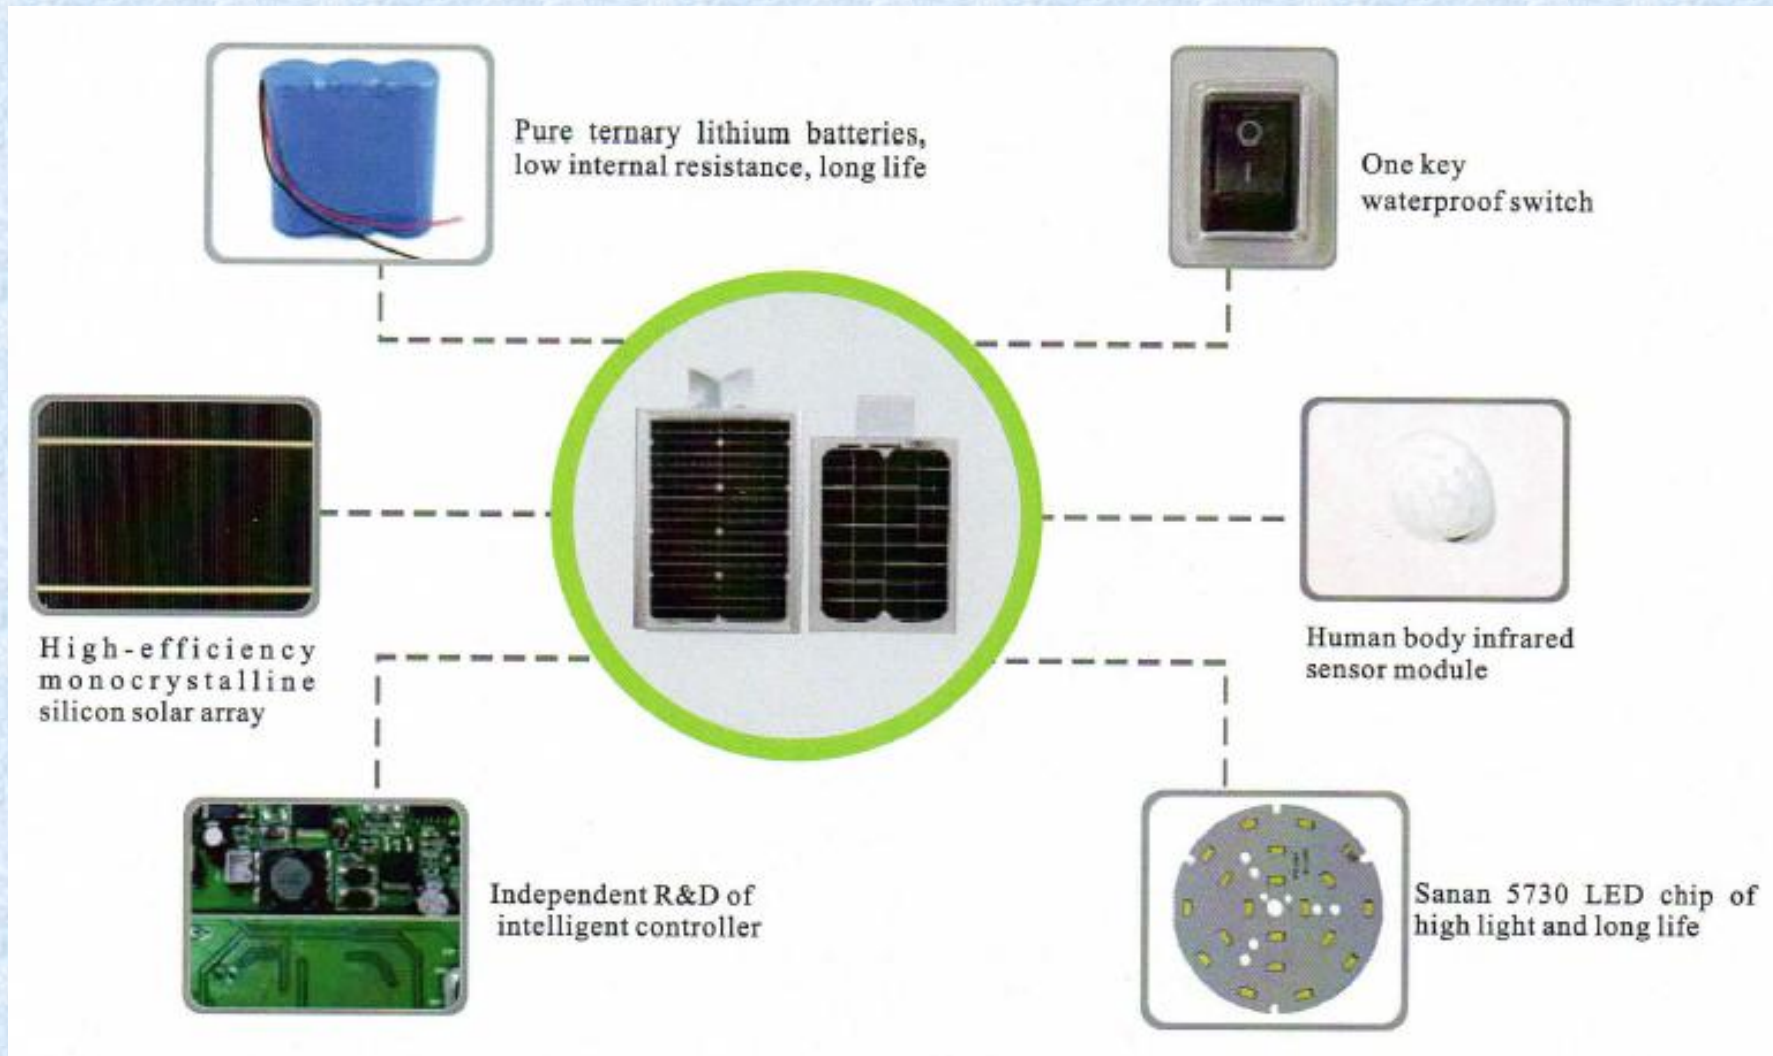 Pure ternary lithium batteries,
low internal resistance, long life
One key
waterproof switch
High-efficiency
monocrystalline
silicon solar array
Human body infrared
sensor module
Independent R&D of
intelligent controller
Sanan 5730 LED chip of
high light and long life